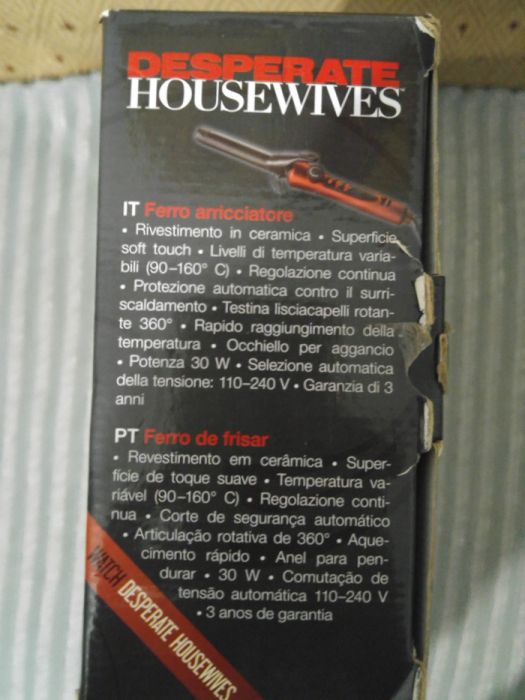 DESPERATE
HOUSEWIVES™
IT Ferro arricciatore
• Rivestimento in ceramica • Superficie
soft touch • Livelli di temperatura varia-
bili (90–160° C) • Regolazione continua
• Protezione automatica contro il surri-
scaldamento • Testina lisciacapelli rotan-
te 360° • Rapido raggiungimento della
temperatura • Occhiello per aggancio
• Potenza 30 W • Selezione automatica
della tensione: 110–240 V • Garanzia di 3
anni
PT Ferro de frisar
• Revestimento em cerâmica • Super-
fície de toque suave • Temperatura va-
riável (90–160° C) • Regolazione conti-
nua • Corte de segurança automático
• Articulação rotativa de 360° • Aque-
cimento rápido • Anel para pen-
durar • 30 W • Comutação de
tensão automática 110–240 V
• 3 anos de garantia
WATCH DESPERATE HOUSEWIVES